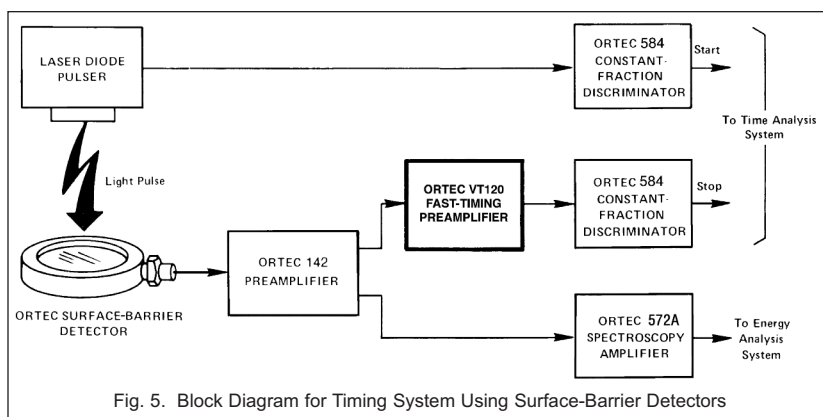 LASER DIODE
PULSER
Light Pulse
ORTEC SURFACE-BARRIER
DETECTOR
ORTEC 142
PREAMPLIFIER
ORTEC VT120
FAST-TIMING
PREAMPLIFIER
ORTEC 584
CONSTANT-
FRACTION
DISCRIMINATOR
Start
ORTEC 584
CONSTANT-
FRACTION
DISCRIMINATOR
Stop
To Time Analysis
System
ORTEC 572A
SPECTROSCOPY
AMPLIFIER
To Energy
Analysis
System
Fig. 5. Block Diagram for Timing System Using Surface-Barrier Detectors